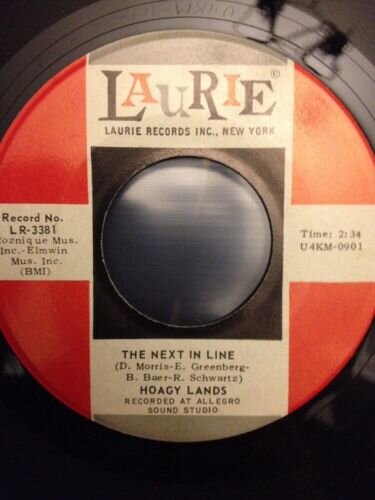 LAURIE
LAURIE RECORDS INC., NEW YORK
Record No.
LR-3381
Roznique Mus.
Inc.-Elmwin
Mus. Inc.
(BMI)
Time: 2:34
U4KM-0901
THE NEXT IN LINE
(D. Morris-E. Greenberg-
B. Baer-R. Schwartz)
HOAGY LANDS
RECORDED AT ALLEGRO
SOUND STUDIO